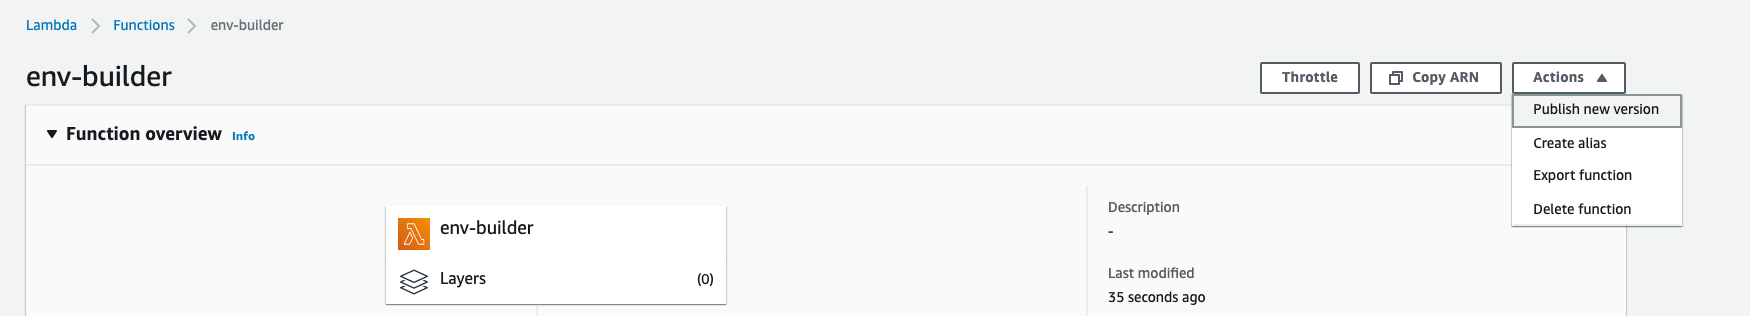 Lambda > Functions > env-builder
env-builder
Throttle
Copy ARN
Actions
Publish new version
Create alias
Export function
Delete function
Function overview Info
env-builder
Layers (0)
Description
-
Last modified
35 seconds ago